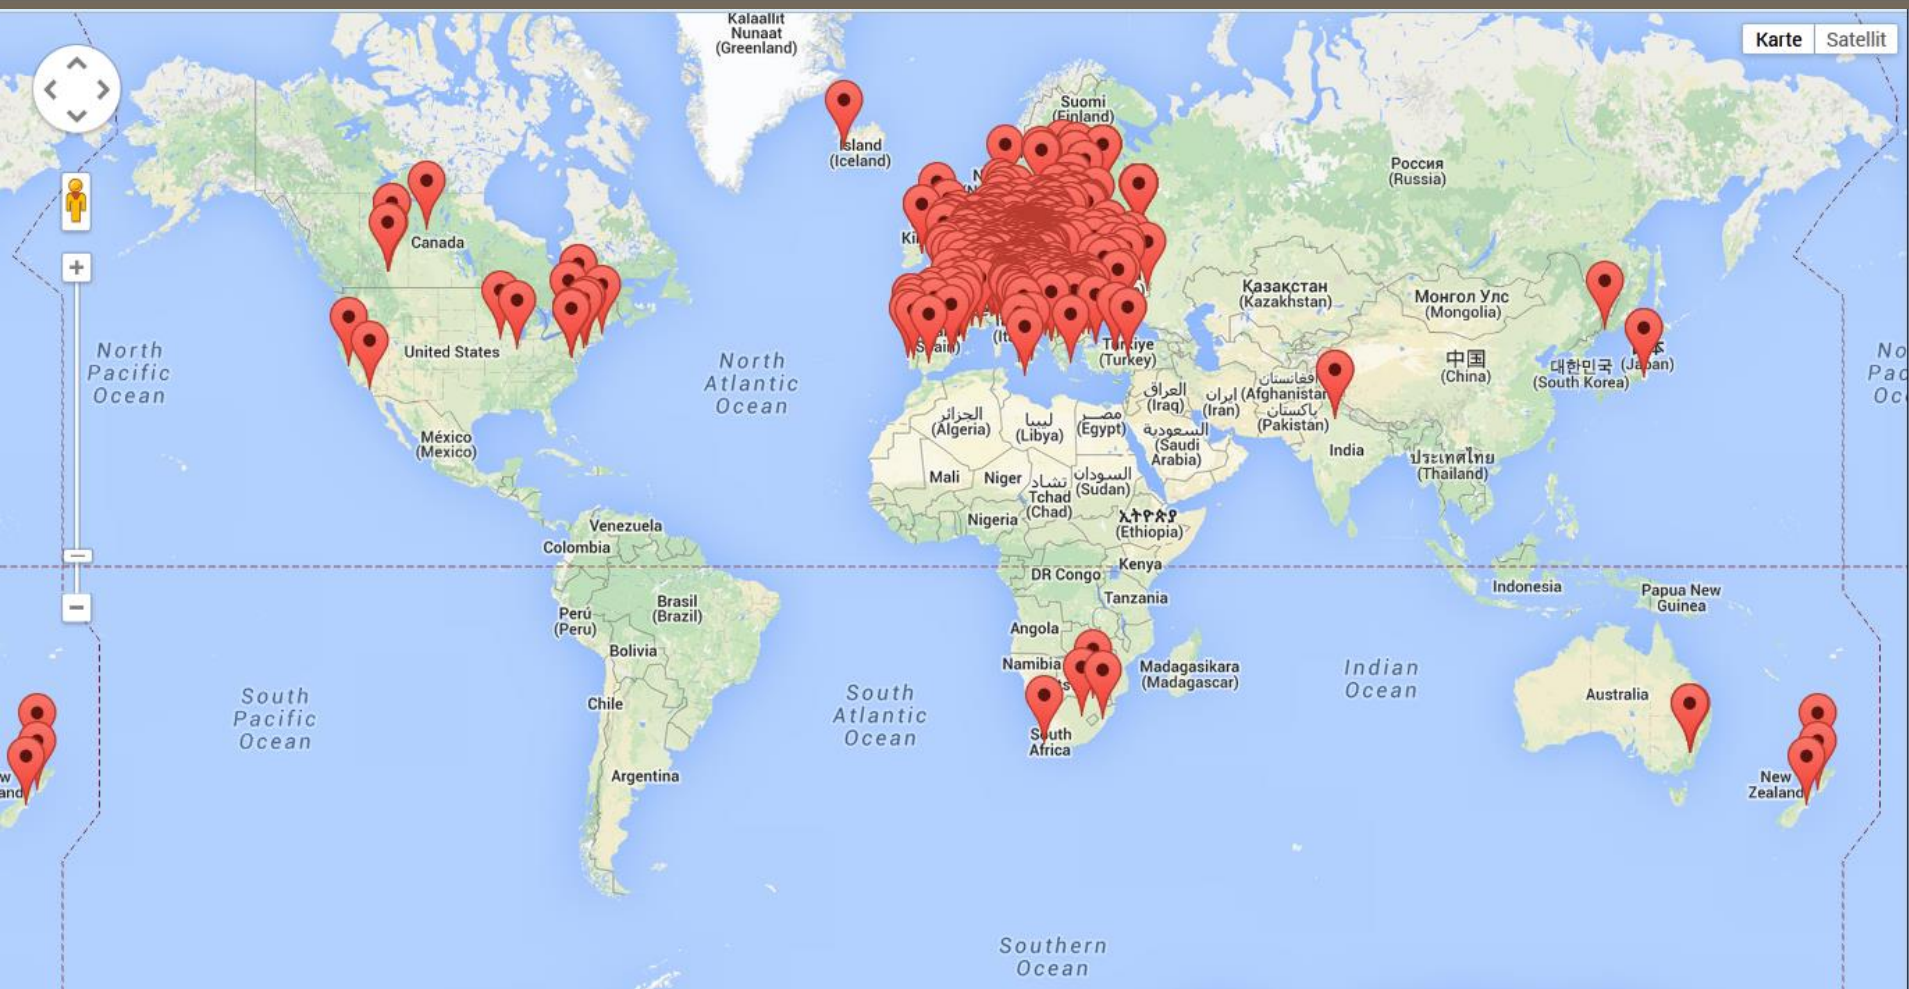 Kalaallit
Nunaat
(Greenland)
Karte
Satellit
Suomi
(Finland)
Island
(Iceland)
Россия
(Russia)
Canada
Қазақстан
(Kazakhstan)
Монгол Улс
(Mongolia)
North
Pacific
Ocean
United States
North
Atlantic
Ocean
Türkiye
(Turkey)
中国
(China)
대한민국
(South Korea)
(Japan)
العراق
(Iraq)
ایران
(Iran)
پاکستان
(Pakistan)
México
(Mexico)
الجزائر
(Algeria)
ليبيا
(Libya)
مصر
(Egypt)
السعودية
(Saudi
Arabia)
India
ประเทศไทย
(Thailand)
Mali
Niger
تشاد
Tchad
(Chad)
السودان
(Sudan)
Nigeria
ኢትዮጵያ
(Ethiopia)
Venezuela
Colombia
DR Congo
Kenya
Tanzania
Indonesia
Papua New
Guinea
Perú
(Peru)
Brasil
(Brazil)
Angola
Bolivia
Namibia
Madagasikara
(Madagascar)
Indian
Ocean
Australia
South
Pacific
Ocean
Chile
South
Atlantic
Ocean
South
Africa
Argentina
New
Zealand
Southern
Ocean